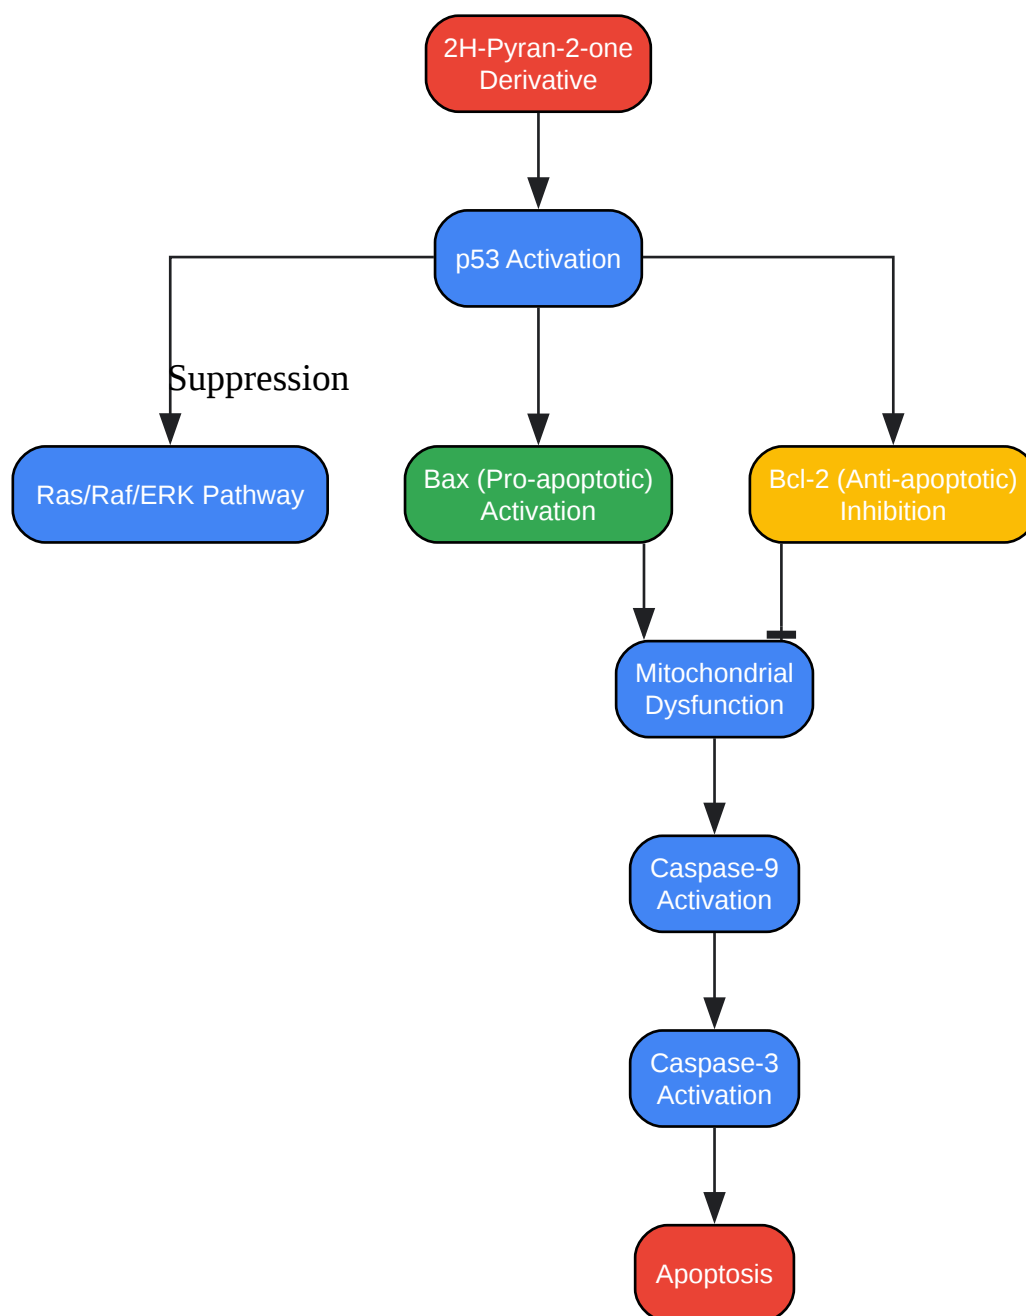 2H-Pyran-2-one
Derivative
p53 Activation
Suppression
Ras/Raf/ERK Pathway
Bax (Pro-apoptotic)
Activation
Bcl-2 (Anti-apoptotic)
Inhibition
Mitochondrial
Dysfunction
Caspase-9
Activation
Caspase-3
Activation
Apoptosis